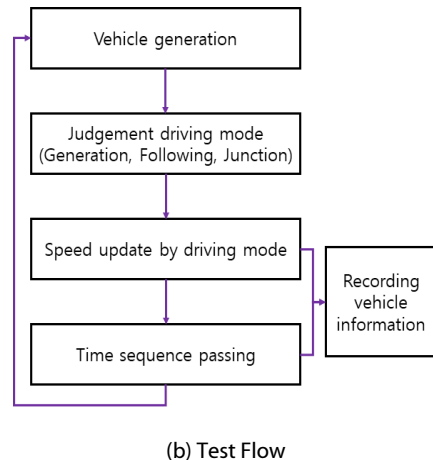 Vehicle generation
Judgement driving mode
(Generation, Following, Junction)
Speed update by driving mode
Recording
vehicle
information
Time sequence passing
(b) Test Flow